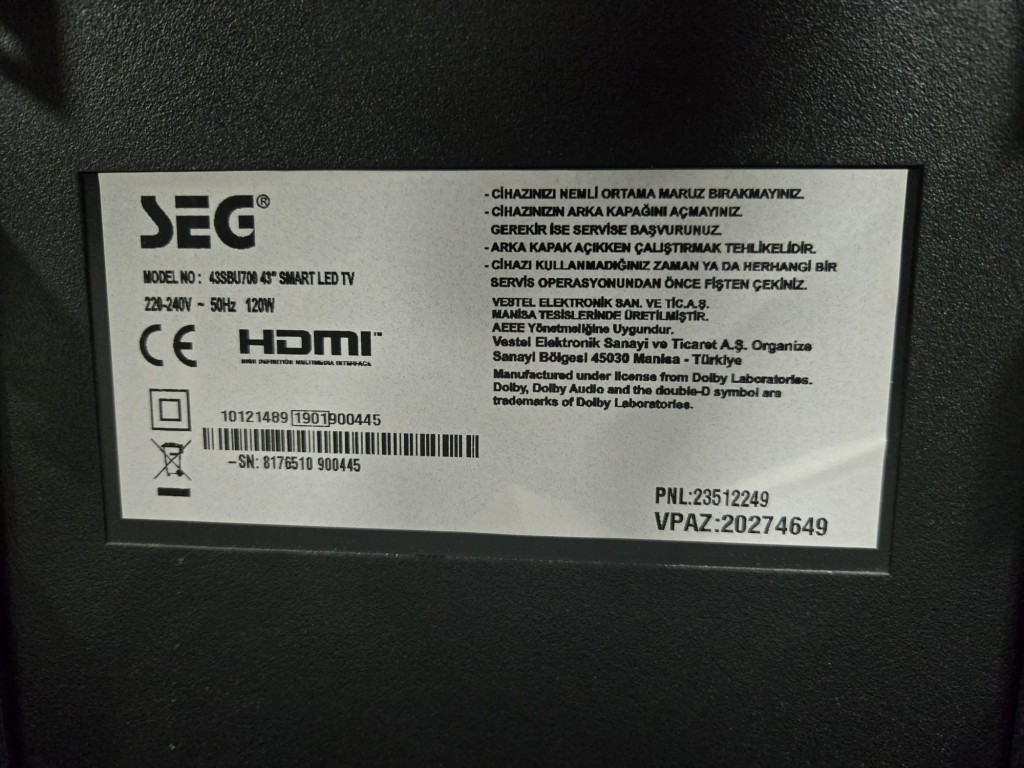 SEG®
MODEL NO : 43SBU700 43" SMART LED TV
220-240V ~ 50Hz 120W
CE HDMI™
HIGH DEFINITION MULTIMEDIA INTERFACE
10121489 1901 900445
-SN: 8176510 900445
- CİHAZINIZI NEMLİ ORTAMA MARUZ BIRAKMAYINIZ.
- CİHAZINIZIN ARKA KAPAĞINI AÇMAYINIZ.
GEREKİR İSE SERVİSE BAŞVURUNUZ.
- ARKA KAPAK AÇIKKEN ÇALIŞTIRMAK TEHLİKELİDİR.
- CİHAZI KULLANMADIĞINIZ ZAMAN YA DA HERHANGİ BİR
SERVİS OPERASYONUNDAN ÖNCE FİŞTEN ÇEKİNİZ.
VESTEL ELEKTRONİK SAN. VE TİC.A.Ş.
MANİSA TESİSLERİNDE ÜRETİLMİŞTİR.
AEEE Yönetmeliğine Uygundur.
Vestel Elektronik Sanayi ve Ticaret A.Ş. Organize
Sanayi Bölgesi 45030 Manisa - Türkiye
Manufactured under license from Dolby Laboratories.
Dolby, Dolby Audio and the double-D symbol are
trademarks of Dolby Laboratories.
PNL:23512249
VPAZ:20274649